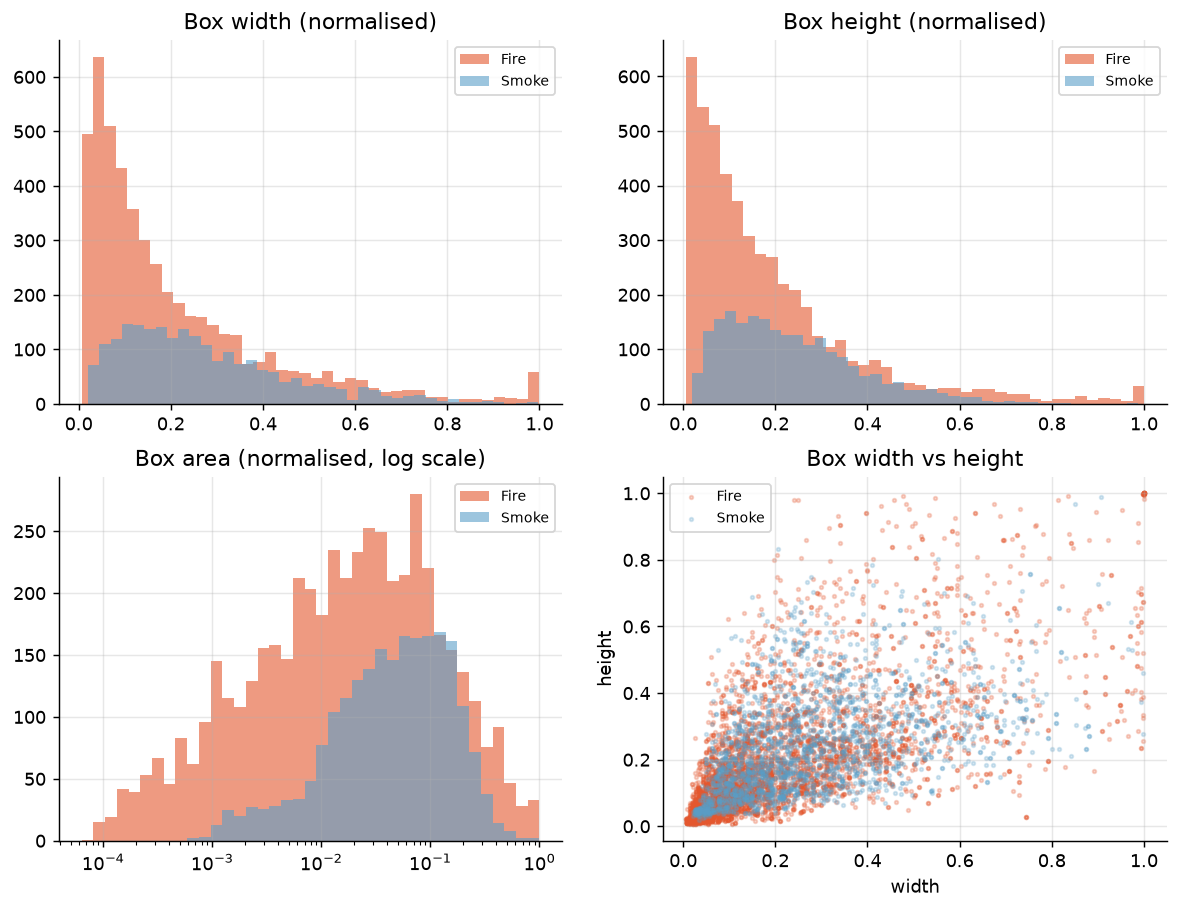 Box width (normalised)
Fire
Smoke
600
500
400
300
200
100
0
0.0 0.2 0.4 0.6 0.8 1.0
Box height (normalised)
Fire
Smoke
600
500
400
300
200
100
0
0.0 0.2 0.4 0.6 0.8 1.0
Box area (normalised, log scale)
Fire
Smoke
250
200
150
100
50
0
10⁻⁴ 10⁻³ 10⁻² 10⁻¹ 10⁰
Box width vs height
Fire
Smoke
height
1.0
0.8
0.6
0.4
0.2
0.0
0.0 0.2 0.4 0.6 0.8 1.0
width